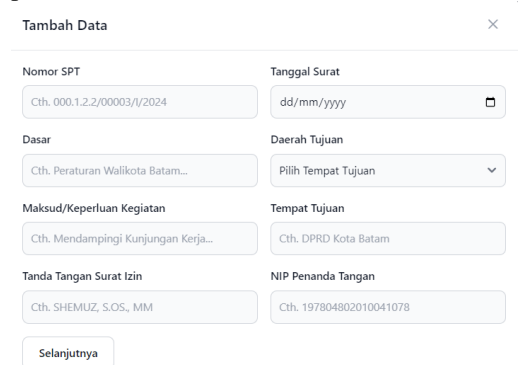 Tambah Data
Nomor SPT
Tanggal Surat
Cth. 000.1.2.2/00003/I/2024
dd/mm/yyyy
Dasar
Daerah Tujuan
Cth. Peraturan Walikota Batam...
Pilih Tempat Tujuan
Maksud/Keperluan Kegiatan
Tempat Tujuan
Cth. Mendampingi Kunjungan Kerja...
Cth. DPRD Kota Batam
Tanda Tangan Surat Izin
NIP Penanda Tangan
Cth. SHEMUZ, S.OS., MM
Cth. 197804802010041078
Selanjutnya